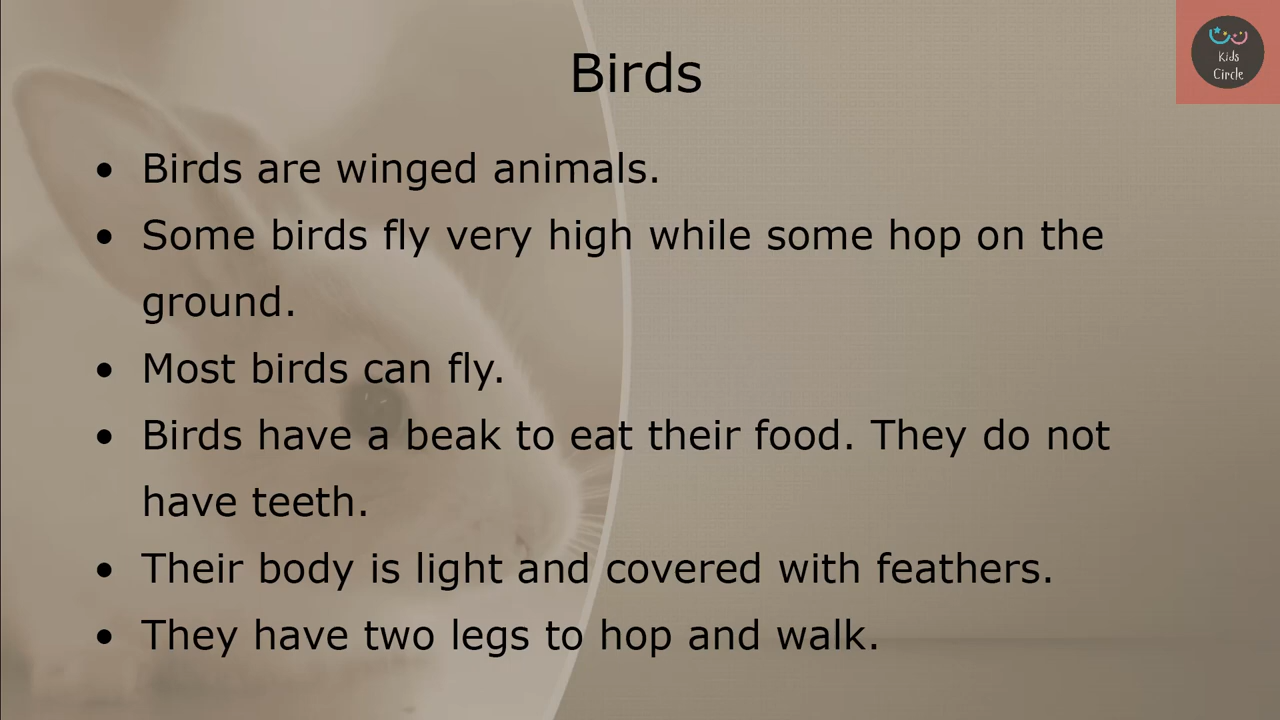 Birds
Kids
Circle
• Birds are winged animals.
• Some birds fly very high while some hop on the
ground.
• Most birds can fly.
• Birds have a beak to eat their food. They do not
have teeth.
• Their body is light and covered with feathers.
• They have two legs to hop and walk.